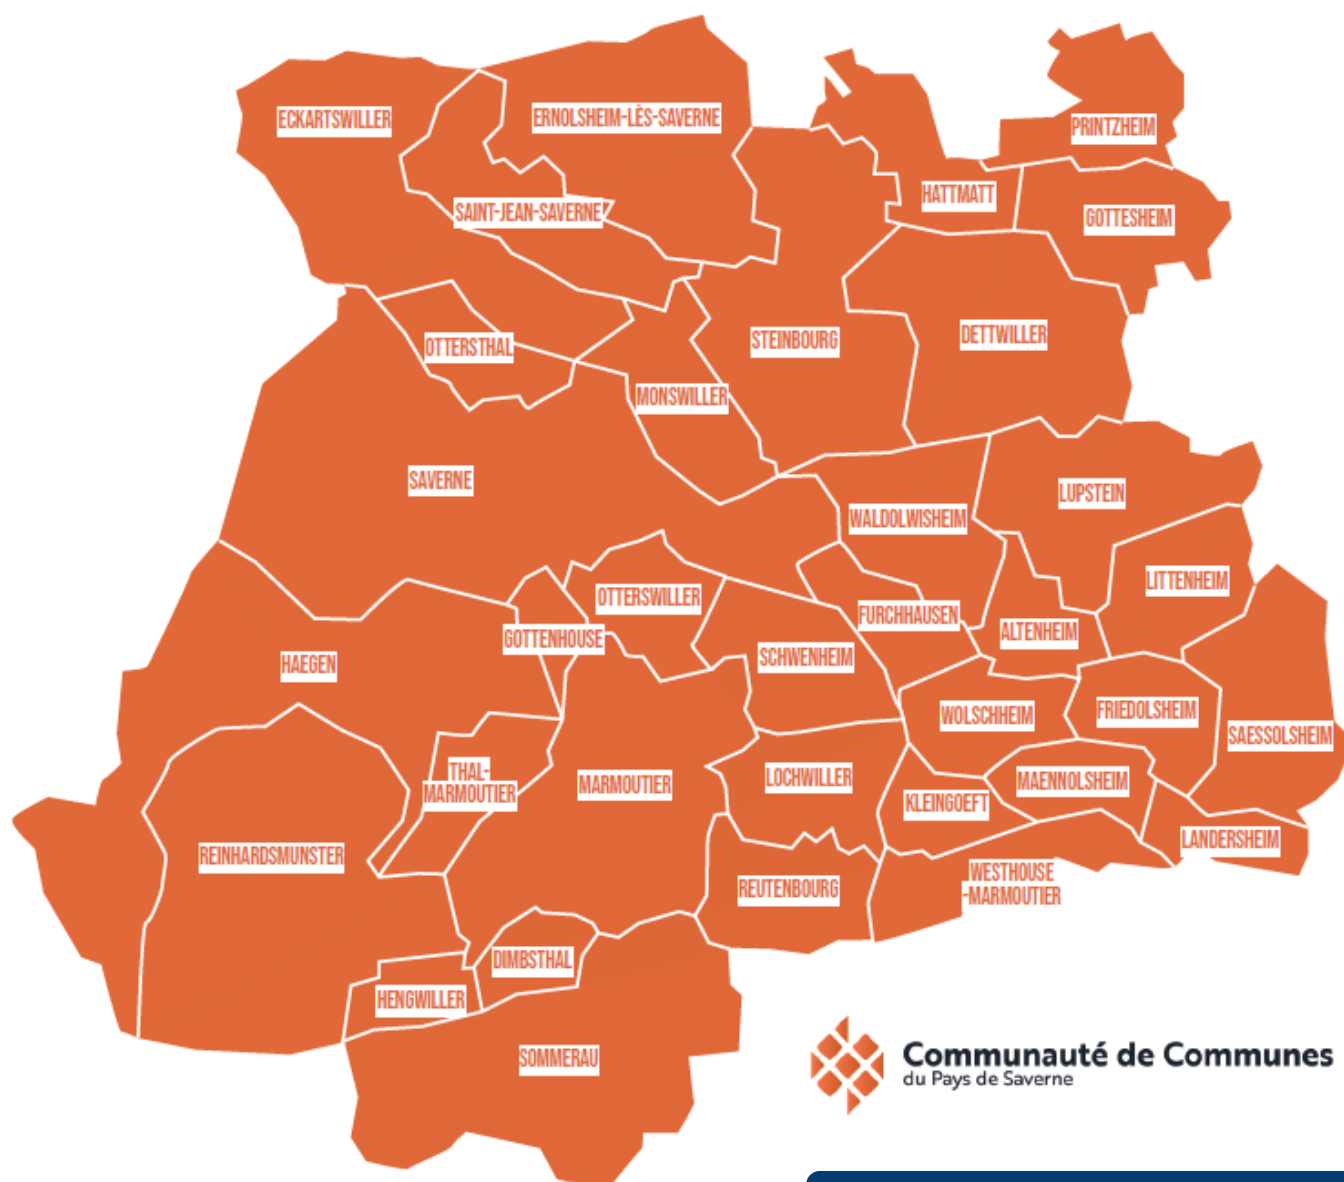 ECKARTSWILLER
ERNOLSHEIM-LÈS-SAVERNE
PRINTZHEIM
SAINT-JEAN-SAVERNE
HATTMATT
GOTTESHEIM
OTTERSTHAL
STEINBOURG
DETTWILLER
MONSWILLER
SAVERNE
LUPSTEIN
WALDOLWISHEIM
LITTENHEIM
OTTERSWILLER
FURCHHAUSEN
ALTENHEIM
GOTTENHOUSE
HAEGEN
SCHWENHEIM
WOLSCHHEIM
FRIEDOLSHEIM
SAESSOLSHEIM
THAL-
MARMOUTIER
MARMOUTIER
LOCHWILLER
MAENNOLSHEIM
KLEINGOEFT
LANDERSHEIM
REINHARDSMUNSTER
REUTENBOURG
WESTHOUSE
-MARMOUTIER
DIMBSTHAL
HENGWILLER
SOMMERAU
Communauté de Communes
du Pays de Saverne